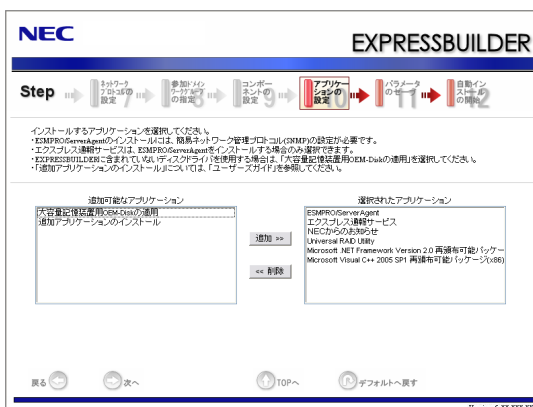 NEC
EXPRESSBUILDER
Step
ネットワークプロトコルの設定 7
参加ドメインワークグループの指定 8
コンポーネントの設定 9
アプリケーションの設定 10
パラメータのセーブ 11
自動インストールの開始 12
インストールするアプリケーションを選択してください。
・ESMPRO/ServerAgentのインストールには、簡易ネットワーク管理プロトコル(SNMP)の設定が必要です。
・エクスプレス通報サービスは、ESMPRO/ServerAgentをインストールする場合のみ選択できます。
・EXPRESSBUILDERに含まれていないディスクドライバを使用する場合は、「大容量記憶装置用OEM-Diskの適用」を選択してください。
・「追加アプリケーションのインストール」については、「ユーザーズガイド」を参照してください。
追加可能なアプリケーション
大容量記憶装置用OEM-Diskの適用
追加アプリケーションのインストール
追加 >>
<< 削除
選択されたアプリケーション
ESMPRO/ServerAgent
エクスプレス通報サービス
NECからのお知らせ
Universal RAID Utility
Microsoft .NET Framework Version 2.0 再頒布可能パッケー
Microsoft Visual C++ 2005 SP1 再頒布可能パッケージ(x86)
戻る
次へ
TOPへ
デフォルトへ戻す